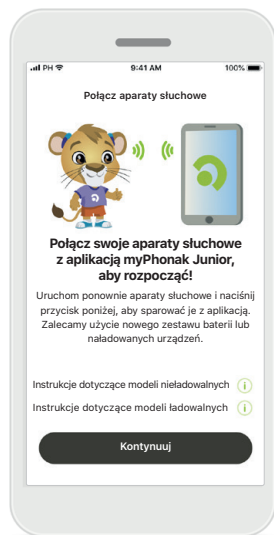 PH 9:41 AM 100%
Połącz aparaty słuchowe
Połącz swoje aparaty słuchowe
z aplikacją myPhonak Junior,
aby rozpocząć!
Uruchom ponownie aparaty słuchowe i naciśnij
przycisk poniżej, aby sparować je z aplikacją.
Zalecamy użycie nowego zestawu baterii lub
naładowanych urządzeń.
Instrukcje dotyczące modeli nieładowalnych i
Instrukcje dotyczące modeli ładowalnych i
Kontynuuj